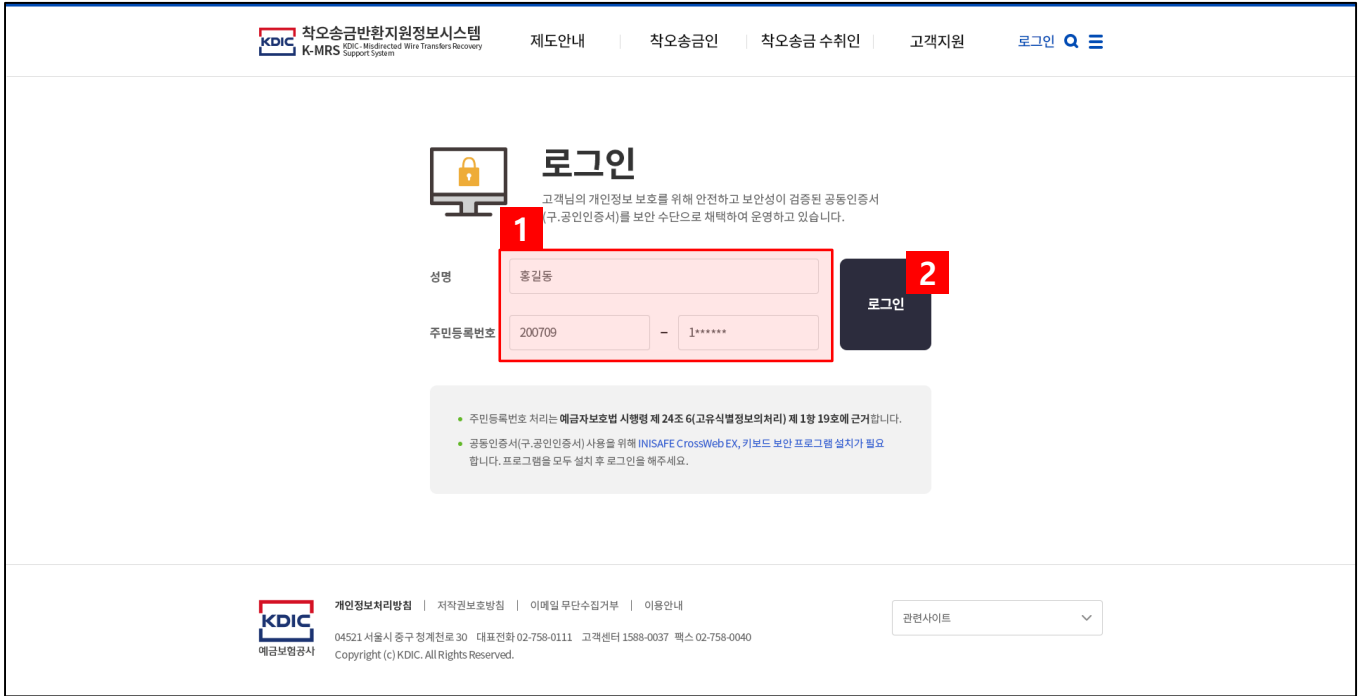 KDIC 착오송금반환지원정보시스템
K-MRS KDIC - Misdirected Wire Transfers Recovery Support System
제도안내 착오송금인 착오송금 수취인 고객지원 로그인
로그인
고객님의 개인정보 보호를 위해 안전하고 보안성이 검증된 공동인증서
(구.공인인증서)를 보안 수단으로 채택하여 운영하고 있습니다.
1
성명 홍길동
2
로그인
주민등록번호 200709 – 1******
주민등록번호 처리는 예금자보호법 시행령 제 24조 6(고유식별정보의처리) 제 1항 19호에 근거합니다.
공동인증서(구.공인인증서) 사용을 위해 INISAFE CrossWeb EX, 키보드 보안 프로그램 설치가 필요
합니다. 프로그램을 모두 설치 후 로그인을 해주세요.
KDIC
예금보험공사
개인정보처리방침 | 저작권보호방침 | 이메일 무단수집거부 | 이용안내
04521 서울시 중구 청계천로 30 대표전화 02-758-0111 고객센터 1588-0037 팩스 02-758-0040
Copyright (c) KDIC. All Rights Reserved.
관련사이트